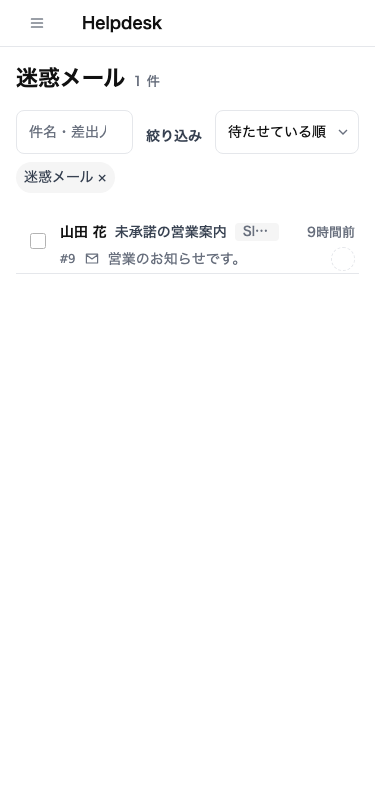 Helpdesk
迷惑メール 1 件
件名・差出人 絞り込み 待たせている順
迷惑メール ×
山田 花 未承諾の営業案内 Sl… 9時間前
#9 営業のお知らせです。